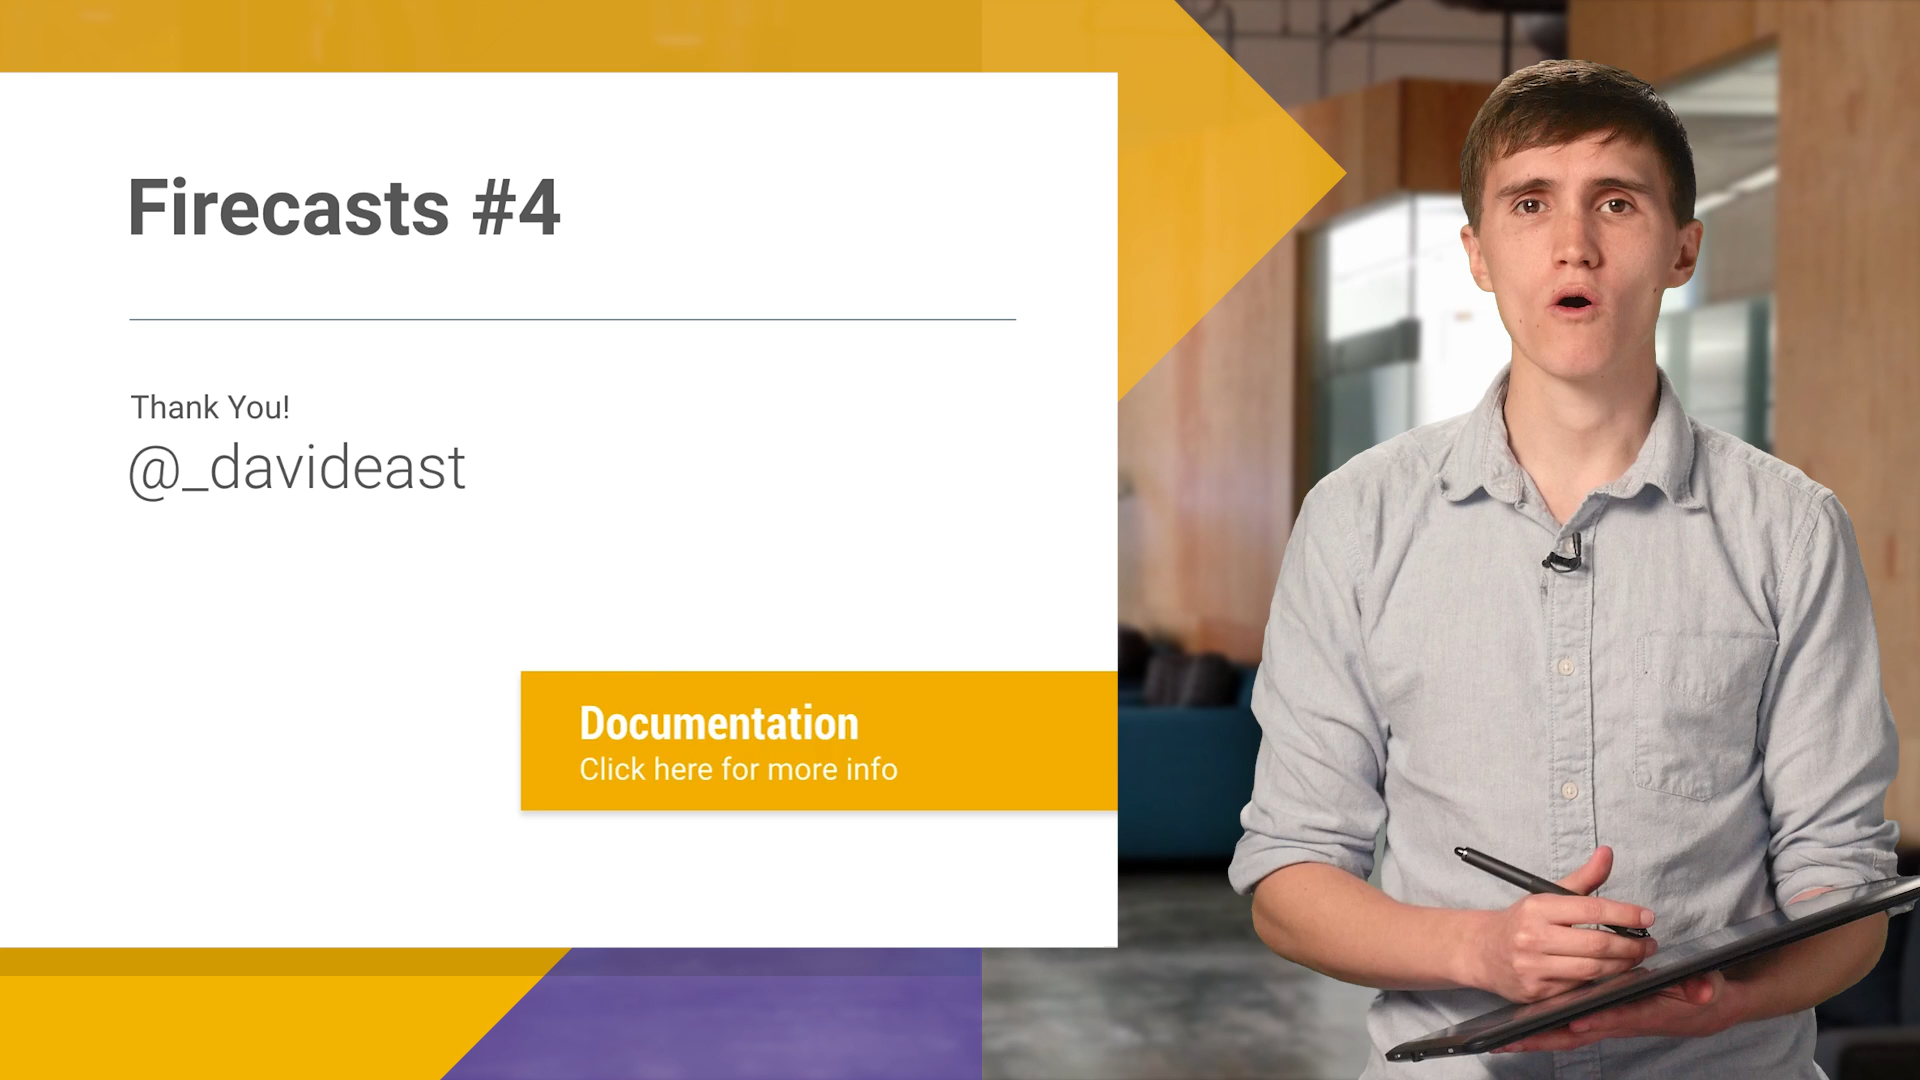 Firecasts #4
Thank You!
@_davideast
Documentation
Click here for more info